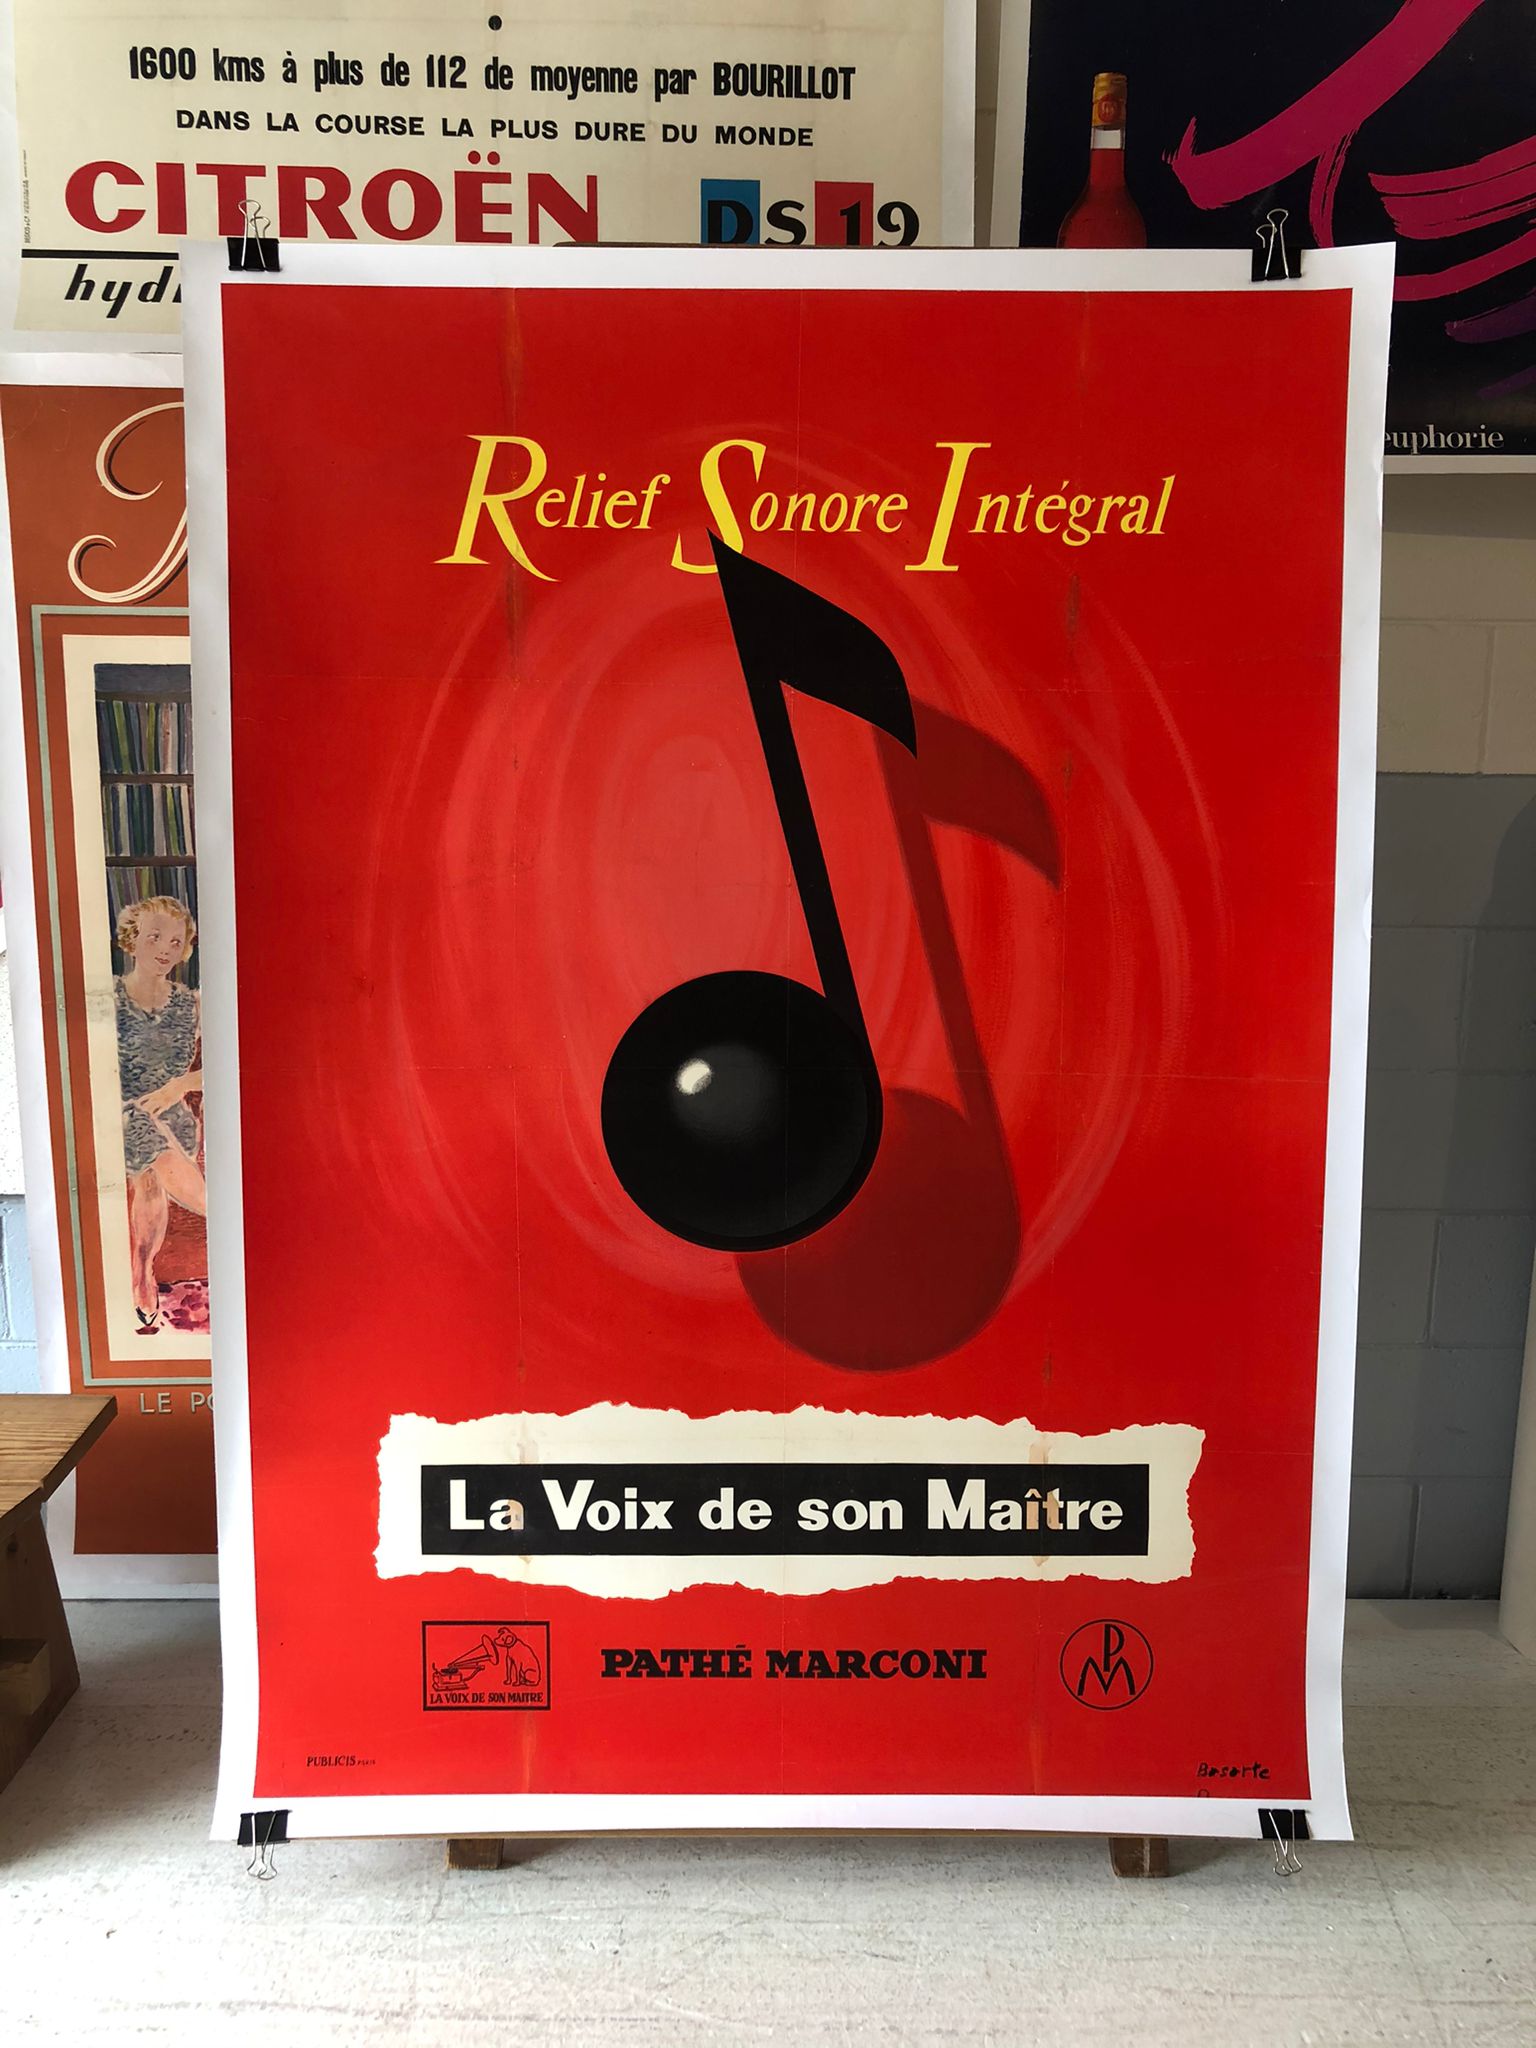 1600 kms à plus de 112 de moyenne par BOURILLOT
DANS LA COURSE LA PLUS DURE DU MONDE
CITROËN DS 19
hyd
euphorie
Relief Sonore Intégral
LE PO
La Voix de son Maître
LA VOIX DE SON MAITRE
PATHÉ MARCONI
PM
PUBLICIS PARIS
Basarte